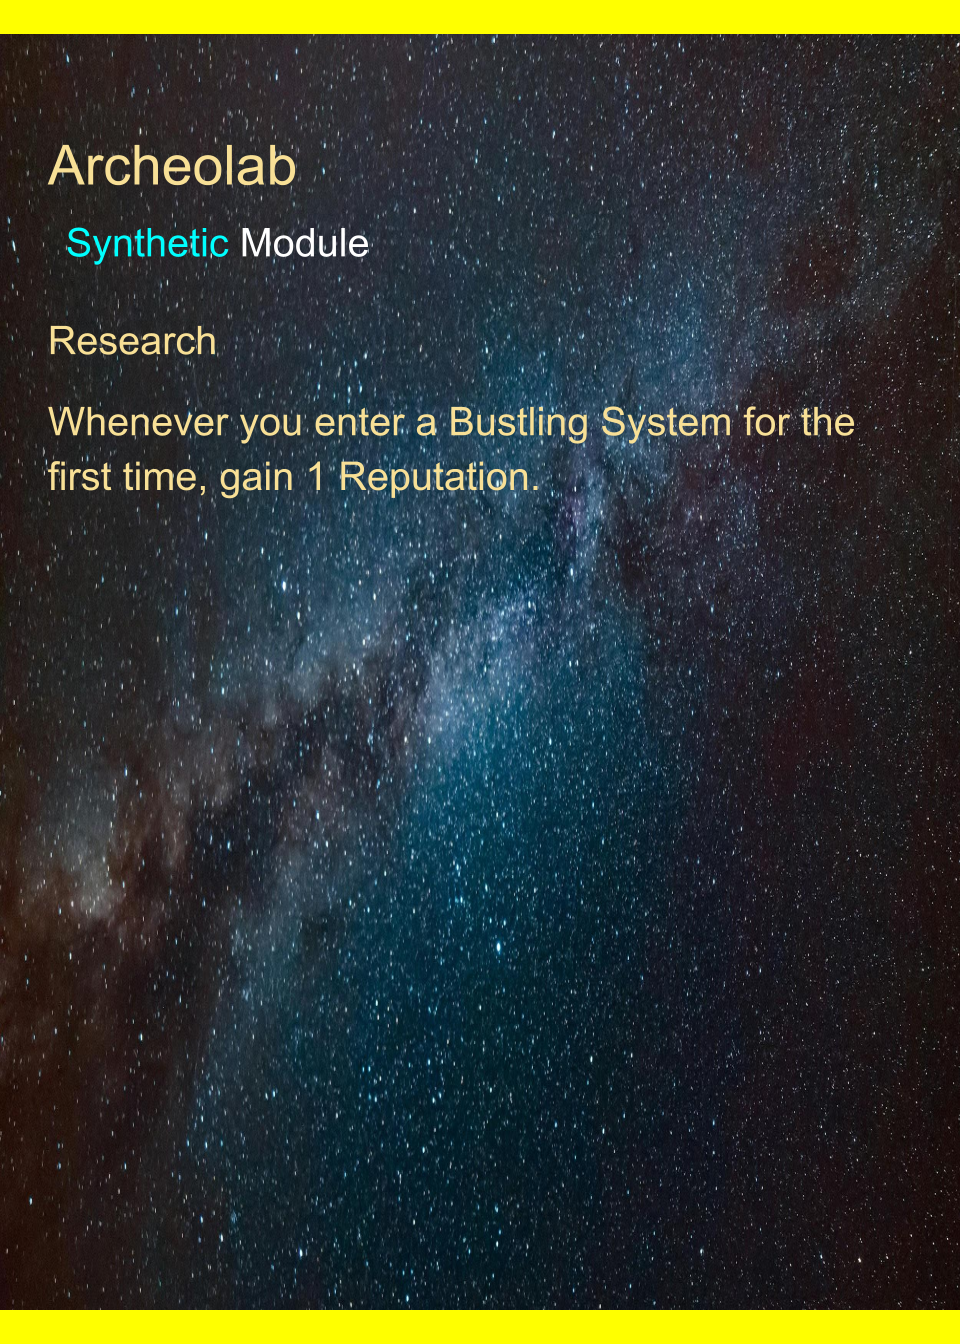 Archeolab
Synthetic Module
Research
Whenever you enter a Bustling System for the
first time, gain 1 Reputation.